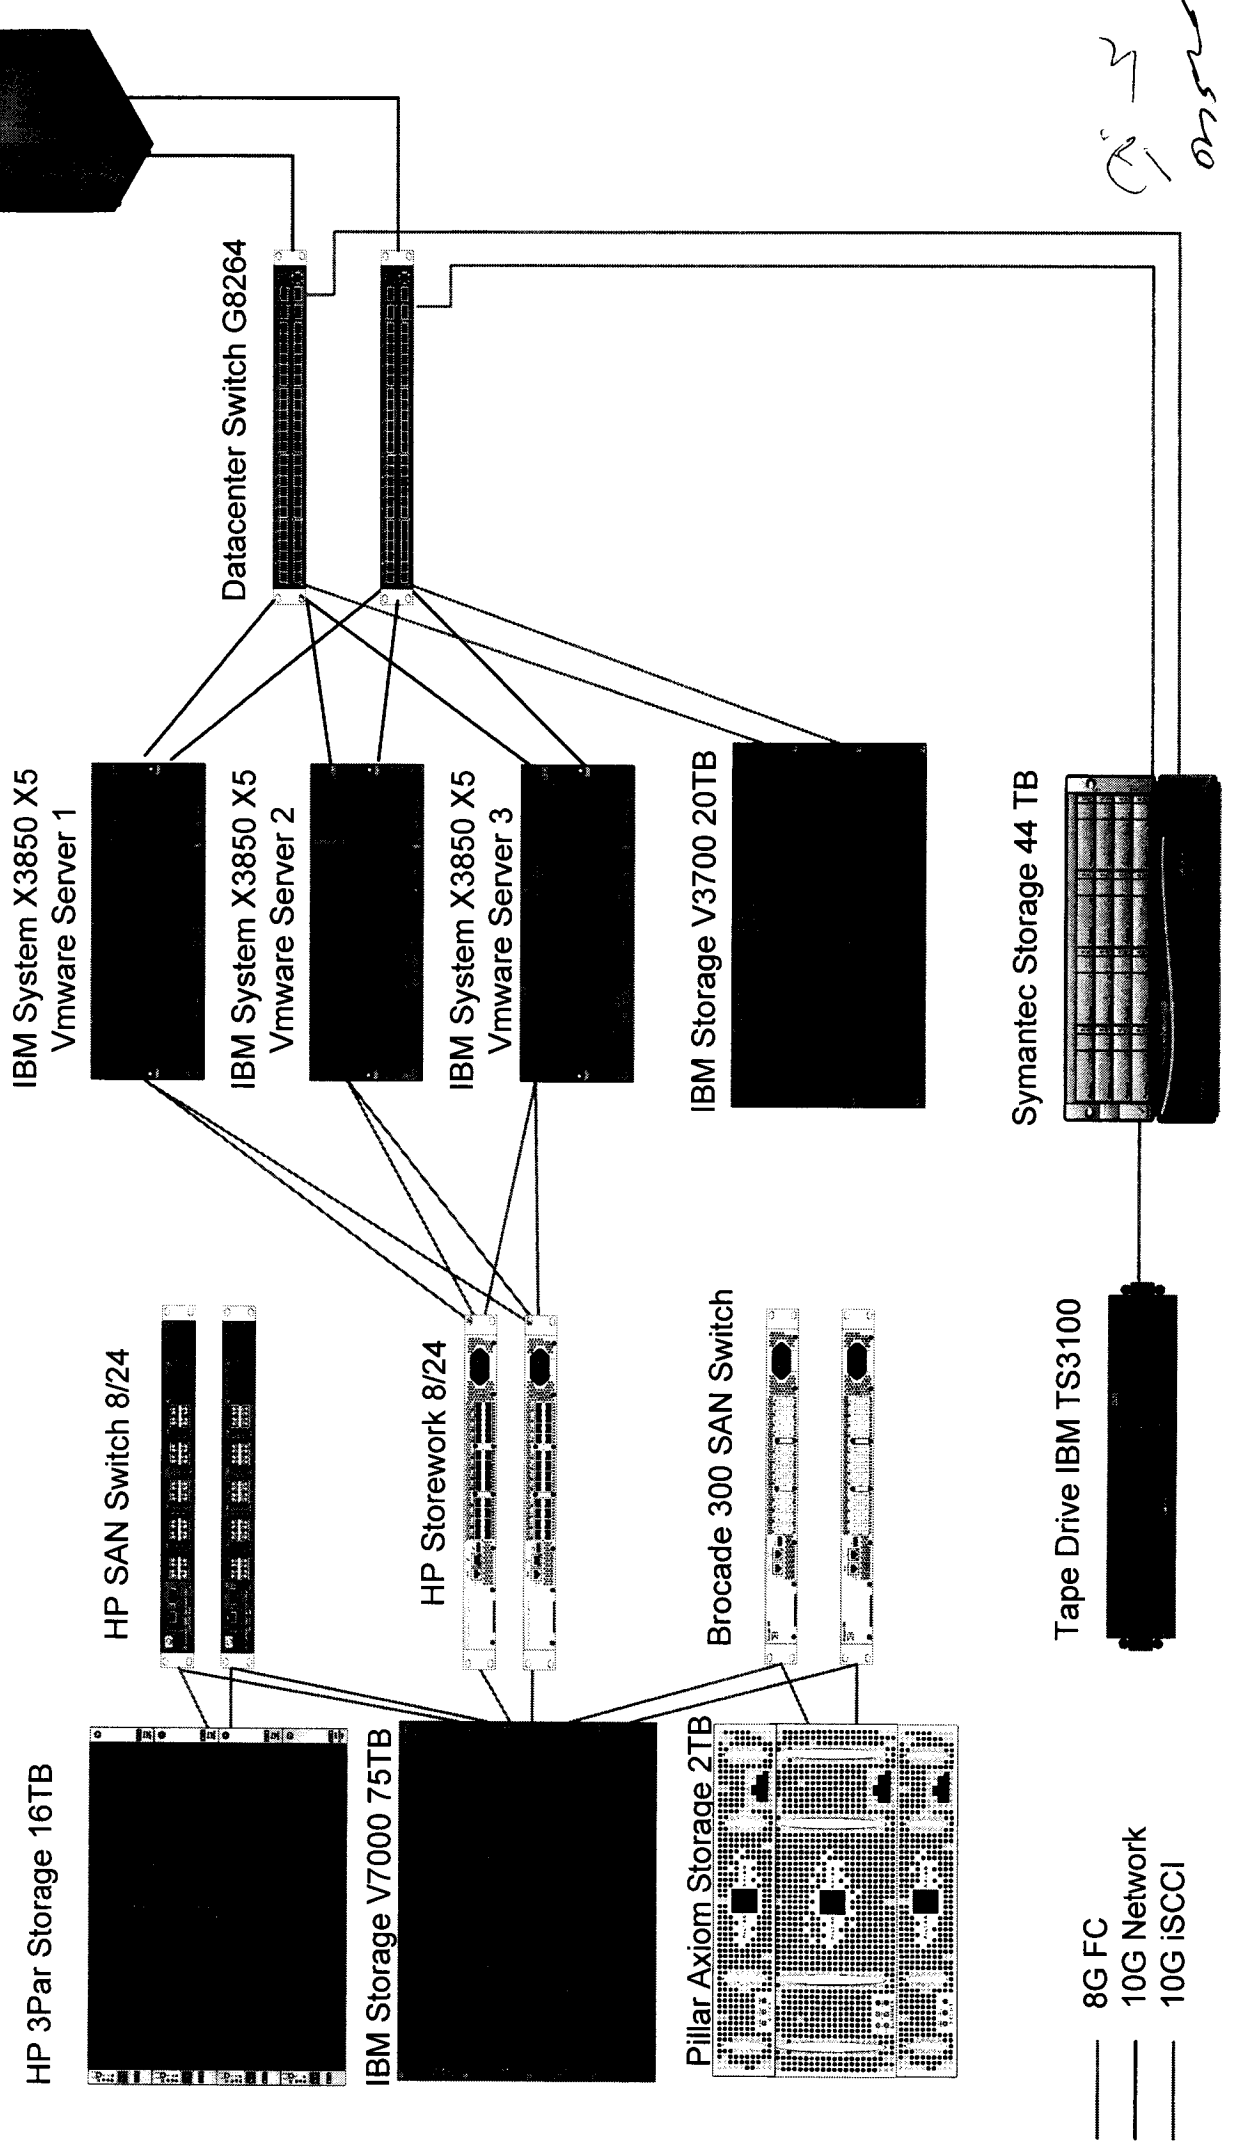 HP 3Par Storage 16TB
HP SAN Switch 8/24
IBM System X3850 X5
Vmware Server 1
IBM System X3850 X5
Vmware Server 2
IBM System X3850 X5
Vmware Server 3
Datacenter Switch G8264
IBM Storage V7000 75TB
HP Storework 8/24
IBM Storage V3700 20TB
Pillar Axiom Storage 2TB
Brocade 300 SAN Switch
Symantec Storage 44 TB
Tape Drive IBM TS3100
8G FC
10G Network
10G iSCCI